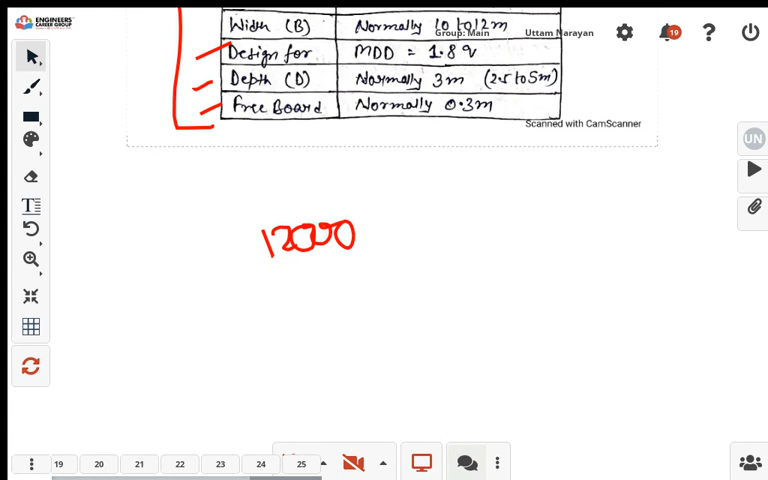 ENGINEERS
CAREER GROUP
Width (B) Normally 10 to 12m
Group: Main Uttam Narayan
19
Design for MDD = 1.8 q
Depth (D) Normally 3m (2.5 to 5m)
Free Board Normally 0.3m
Scanned with CamScanner
UN
12000
19 20 21 22 23 24 25